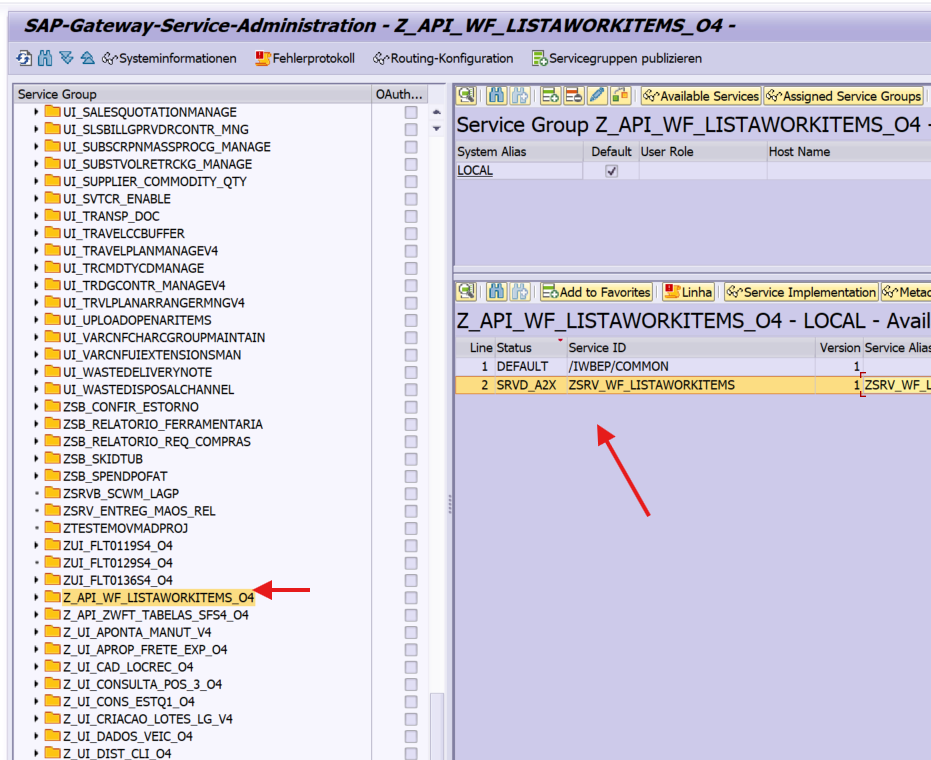 SAP-Gateway-Service-Administration - Z_API_WF_LISTAWORKITEMS_O4 -
Systeminformationen Fehlerprotokoll Routing-Konfiguration Servicegruppen publizieren
Service Group OAuth...
UI_SALESQUOTATIONMANAGE
UI_SLSBILLGPRVDRCONTR_MNG
UI_SUBSCRPNMASSPROCG_MANAGE
UI_SUBSTVOLRETRCKG_MANAGE
UI_SUPPLIER_COMMODITY_QTY
UI_SVTCR_ENABLE
UI_TRANSP_DOC
UI_TRAVELCCBUFFER
UI_TRAVELPLANMANAGEV4
UI_TRCMDTYCDMANAGE
UI_TRDGCONTR_MANAGEV4
UI_TRVLPLANARRANGERMNGV4
UI_UPLOADOPENARITEMS
UI_VARCNFCHARCGROUPMAINTAIN
UI_VARCNFUIEXTENSIONSMAN
UI_WASTEDELIVERYNOTE
UI_WASTEDISPOSALCHANNEL
ZSB_CONFIR_ESTORNO
ZSB_RELATORIO_FERRAMENTARIA
ZSB_RELATORIO_REQ_COMPRAS
ZSB_SKIDTUB
ZSB_SPENDPOFAT
ZSRVB_SCWM_LAGP
ZSRV_ENTREG_MAOS_REL
ZTESTEMOVMADPROJ
ZUI_FLT0119S4_O4
ZUI_FLT0129S4_O4
ZUI_FLT0136S4_O4
Z_API_WF_LISTAWORKITEMS_O4
Z_API_ZWFT_TABELAS_SFS4_O4
Z_UI_APONTA_MANUT_V4
Z_UI_APROP_FRETE_EXP_O4
Z_UI_CAD_LOCREC_O4
Z_UI_CONSULTA_POS_3_O4
Z_UI_CONS_ESTQ1_O4
Z_UI_CRIACAO_LOTES_LG_V4
Z_UI_DADOS_VEIC_O4
Z_UI_DIST_CLI_O4
Available Services Assigned Service Groups
Service Group Z_API_WF_LISTAWORKITEMS_O4 -
System Alias Default User Role Host Name
LOCAL
Add to Favorites Linha Service Implementation Metad
Z_API_WF_LISTAWORKITEMS_O4 - LOCAL - Avail
Line Status Service ID Version Service Alias
1 DEFAULT /IWBEP/COMMON 1
2 SRVD_A2X ZSRV_WF_LISTAWORKITEMS 1 ZSRV_WF_L